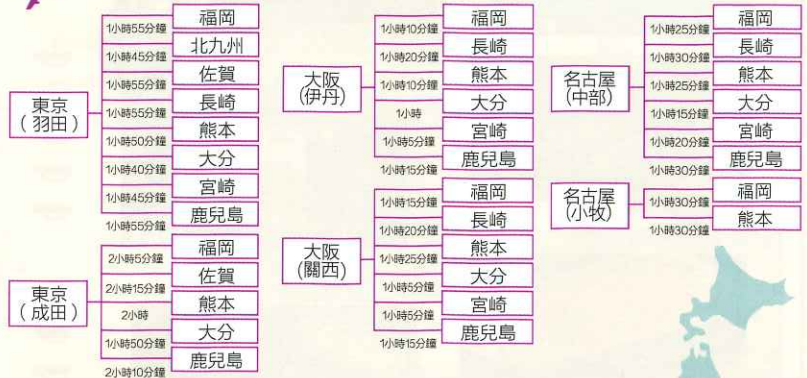 東京
(羽田)
福岡
1小時55分鐘
北九州
1小時45分鐘
佐賀
1小時55分鐘
長崎
1小時55分鐘
熊本
1小時50分鐘
大分
1小時40分鐘
宮崎
1小時45分鐘
鹿兒島
1小時55分鐘
東京
(成田)
福岡
2小時5分鐘
佐賀
2小時15分鐘
熊本
2小時
大分
1小時50分鐘
鹿兒島
2小時10分鐘
大阪
(伊丹)
福岡
1小時10分鐘
長崎
1小時20分鐘
熊本
1小時10分鐘
大分
1小時
宮崎
1小時5分鐘
鹿兒島
1小時15分鐘
大阪
(關西)
福岡
1小時15分鐘
長崎
1小時20分鐘
熊本
1小時25分鐘
大分
1小時5分鐘
宮崎
1小時5分鐘
鹿兒島
1小時15分鐘
名古屋
(中部)
福岡
1小時25分鐘
長崎
1小時30分鐘
熊本
1小時25分鐘
大分
1小時15分鐘
宮崎
1小時20分鐘
鹿兒島
1小時30分鐘
名古屋
(小牧)
福岡
1小時30分鐘
熊本
1小時30分鐘